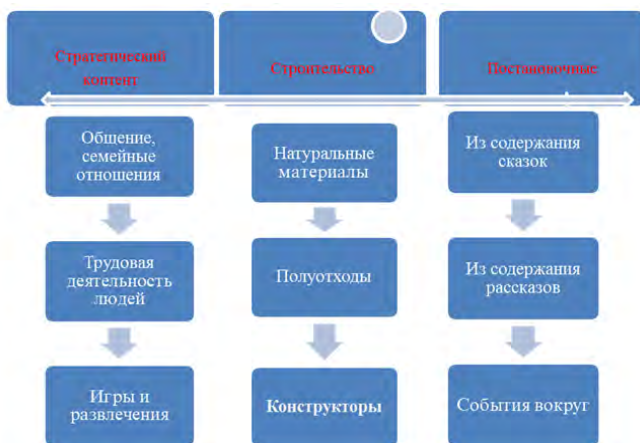 Стратегический
контент
Строительство
Постановочные
Общение,
семейные
отношения
Натуральные
материалы
Из содержания
сказок
Трудовая
деятельность
людей
Полуотходы
Из содержания
рассказов
Игры и
развлечения
Конструкторы
События вокруг